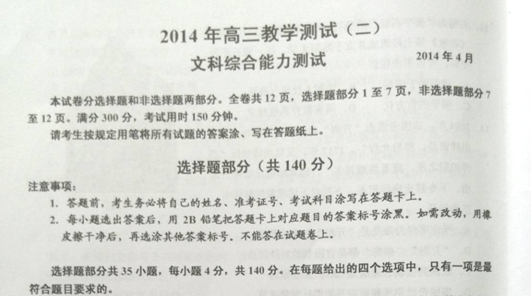 2014 年高三教学测试（二）
文科综合能力测试 2014 年 4 月
本试卷分选择题和非选择题两部分。全卷共 12 页，选择题部分 1 至 7 页，非选择题部分 7
至 12 页。满分 300 分，考试用时 150 分钟。
请考生按规定用笔将所有试题的答案涂、写在答题纸上。
选择题部分（共 140 分）
注意事项：
1. 答题前，考生务必将自己的姓名、准考证号、考试科目涂写在答题卡上。
2. 每小题选出答案后，用 2B 铅笔把答题卡上对应题目的答案标号涂黑。如需改动，用橡
皮擦干净后，再选涂其他答案标号。不能答在试题卷上。
选择题部分共 35 小题，每小题 4 分，共 140 分。在每题给出的四个选项中，只有一项是最
符合题目要求的。